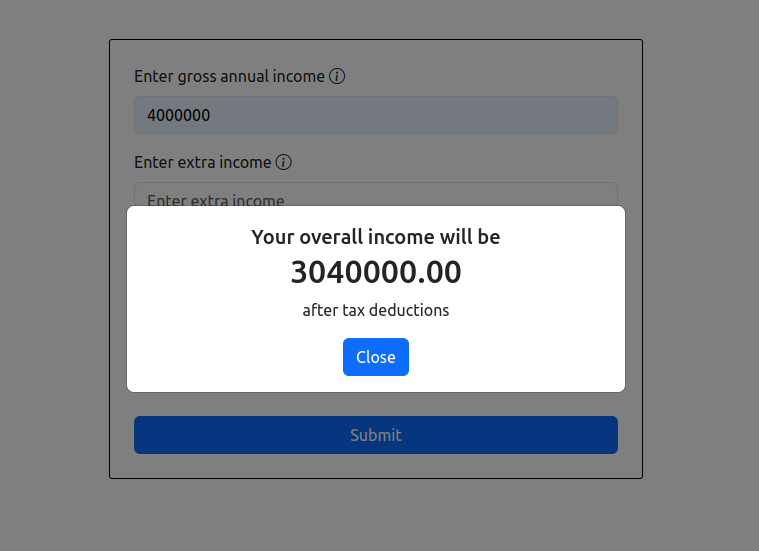 Enter gross annual income
4000000
Enter extra income
Enter extra income
Your overall income will be
3040000.00
after tax deductions
Close
Submit